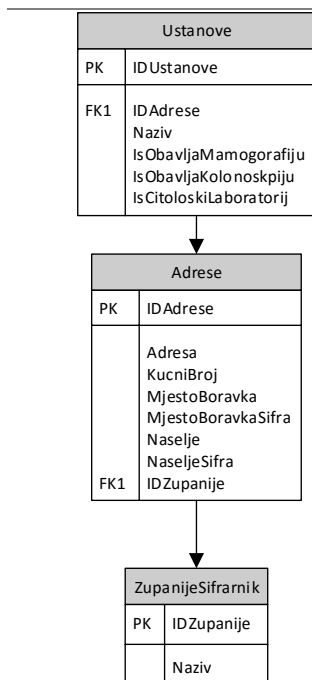 Ustanove
PK IDUstanove
FK1 IDAdrese
Naziv
IsObavljaMamogorafiju
IsObavljaKolonoskpiju
IsCitoloskiLaboratorij
Adrese
PK IDAdrese
Adresa
KucniBroj
MjestoBoravka
MjestoBoravkaSifra
Naselje
NaseljeSifra
FK1 IDZupanije
ZupanijeSifrarnik
PK IDZupanije
Naziv